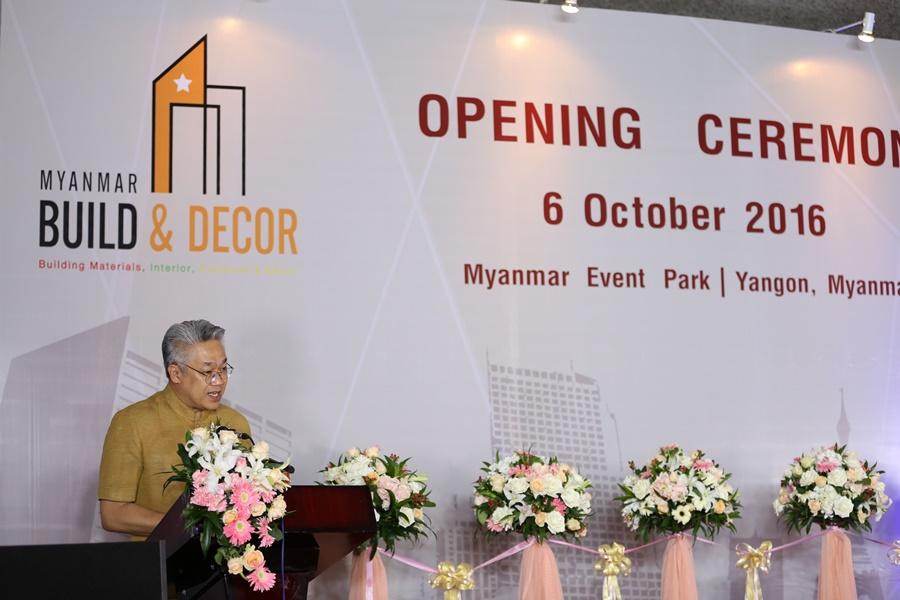 MYANMAR
BUILD & DECOR
Building Materials, Interior,
OPENING CEREMON
6 October 2016
Myanmar Event Park | Yangon, Myanma